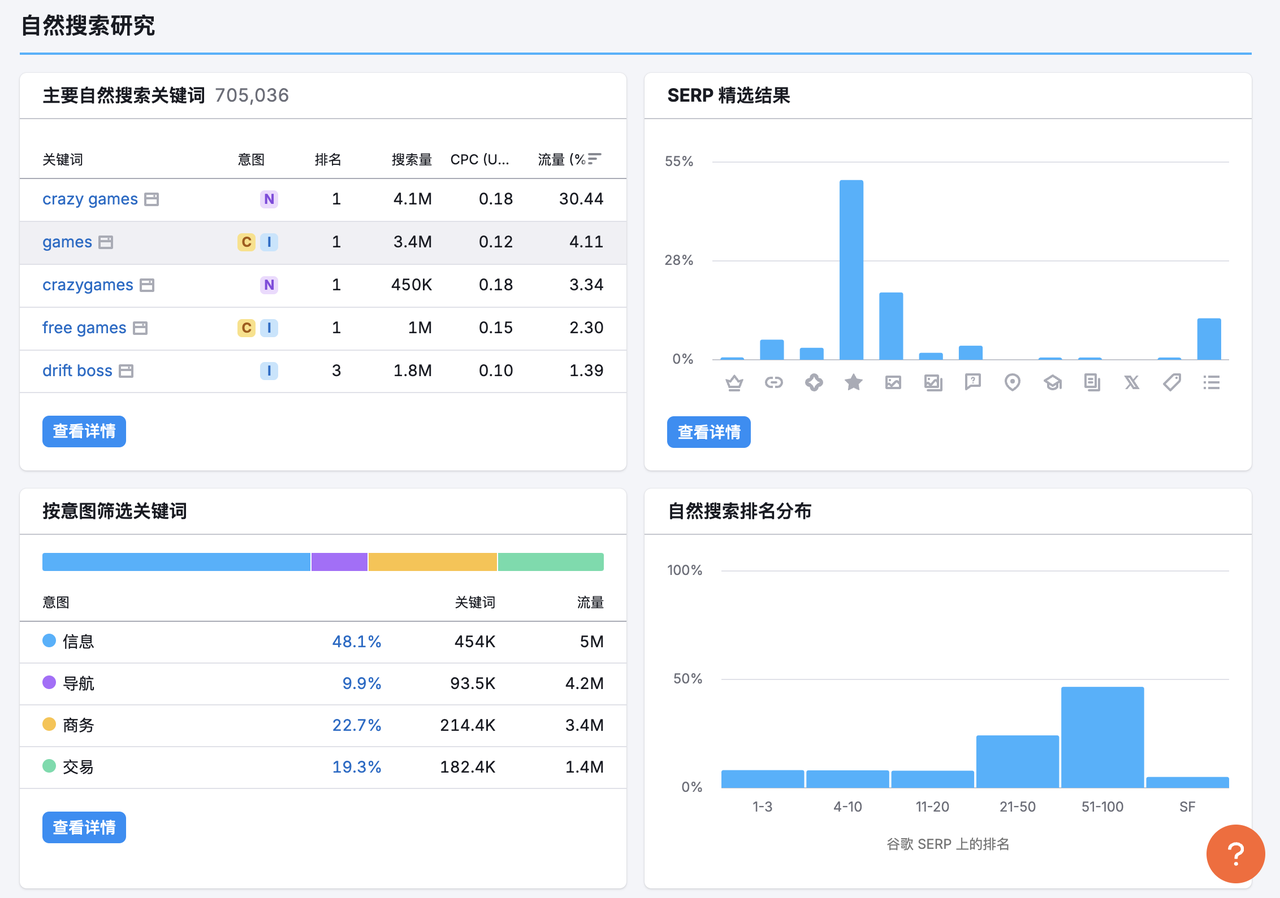 自然搜索研究
主要自然搜索关键词 705,036
关键词 意图 排名 搜索量 CPC (U... 流量 (%
crazy games N 1 4.1M 0.18 30.44
games C I 1 3.4M 0.12 4.11
crazygames N 1 450K 0.18 3.34
free games C I 1 1M 0.15 2.30
drift boss I 3 1.8M 0.10 1.39
查看详情
SERP 精选结果
55%
28%
0%
查看详情
按意图筛选关键词
意图 关键词 流量
信息 48.1% 454K 5M
导航 9.9% 93.5K 4.2M
商务 22.7% 214.4K 3.4M
交易 19.3% 182.4K 1.4M
查看详情
自然搜索排名分布
100%
50%
0%
1-3 4-10 11-20 21-50 51-100 SF
谷歌 SERP 上的排名
?